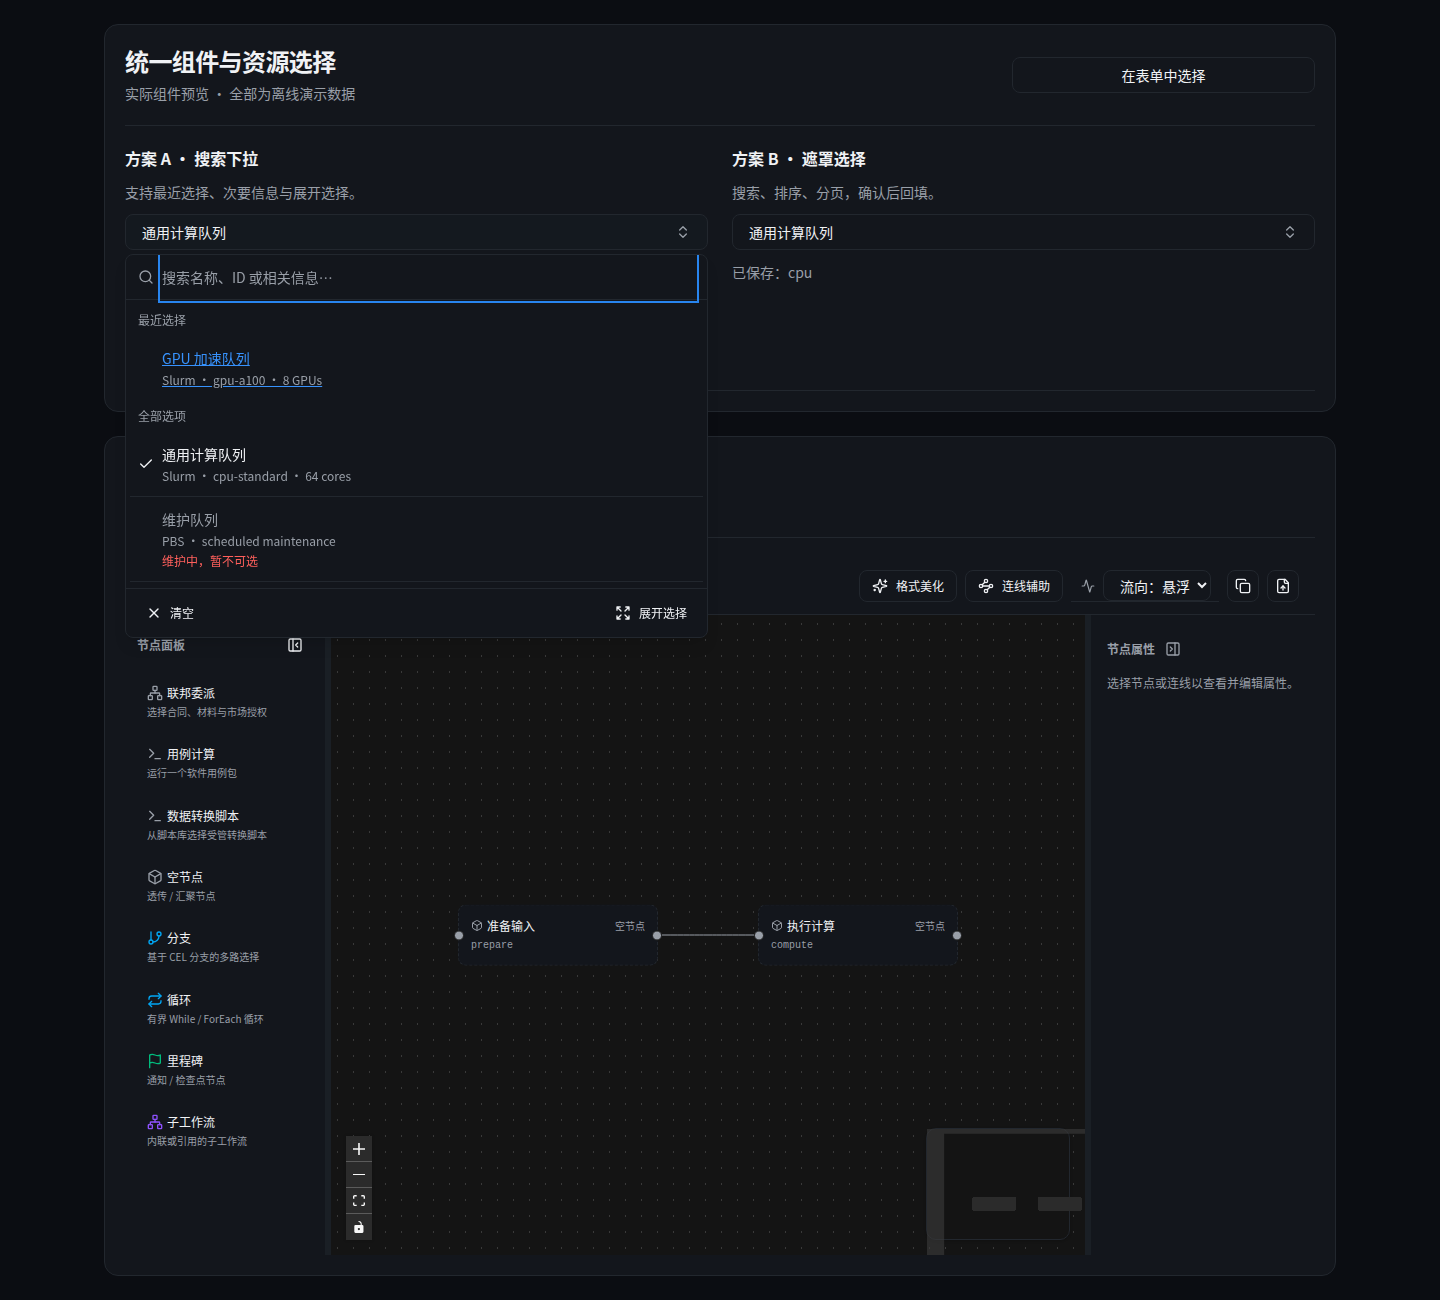 统一组件与资源选择
实际组件预览 · 全部为离线演示数据
在表单中选择
方案 A · 搜索下拉
支持最近选择、次要信息与展开选择。
通用计算队列
方案 B · 遮罩选择
搜索、排序、分页，确认后回填。
通用计算队列
已保存：cpu
搜索名称、ID 或相关信息…
最近选择
GPU 加速队列
Slurm · gpu-a100 · 8 GPUs
全部选项
通用计算队列
Slurm · cpu-standard · 64 cores
维护队列
PBS · scheduled maintenance
维护中，暂不可选
清空
展开选择
格式美化
连线辅助
流向：悬浮
节点面板
联邦委派
选择合同、材料与市场授权
用例计算
运行一个软件用例包
数据转换脚本
从脚本库选择受管转换脚本
空节点
透传 / 汇聚节点
分支
基于 CEL 分支的多路选择
循环
有界 While / ForEach 循环
里程碑
通知 / 检查点节点
子工作流
内联或引用的子工作流
准备输入
空节点
prepare
执行计算
空节点
compute
节点属性
选择节点或连线以查看并编辑属性。